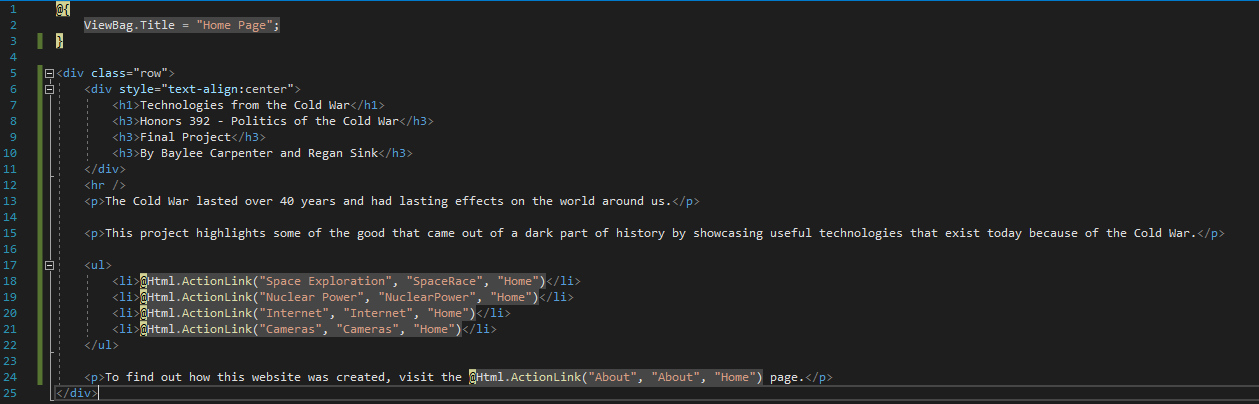 1 @{
2 ViewBag.Title = "Home Page";
3 }
4
5 <div class="row">
6 <div style="text-align:center">
7 <h1>Technologies from the Cold War</h1>
8 <h3>Honors 392 - Politics of the Cold War</h3>
9 <h3>Final Project</h3>
10 <h3>By Baylee Carpenter and Regan Sink</h3>
11 </div>
12 <hr />
13 <p>The Cold War lasted over 40 years and had lasting effects on the world around us.</p>
14
15 <p>This project highlights some of the good that came out of a dark part of history by showcasing useful technologies that exist today because of the Cold War.</p>
16
17 <ul>
18 <li>@Html.ActionLink("Space Exploration", "SpaceRace", "Home")</li>
19 <li>@Html.ActionLink("Nuclear Power", "NuclearPower", "Home")</li>
20 <li>@Html.ActionLink("Internet", "Internet", "Home")</li>
21 <li>@Html.ActionLink("Cameras", "Cameras", "Home")</li>
22 </ul>
23
24 <p>To find out how this website was created, visit the @Html.ActionLink("About", "About", "Home") page.</p>
25 </div>